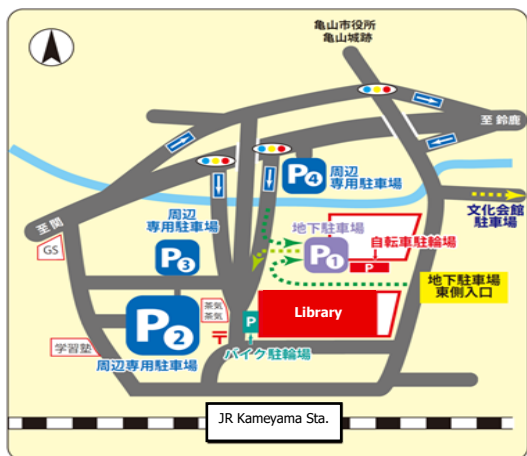 亀山市役所
亀山城跡
至 鈴鹿
P4
周辺
専用駐車場
文化会館
駐車場
周辺
専用駐車場
地下駐車場
至関
GS
P3
P1
自転車駐輪場
P
地下駐車場
東側入口
P2
茶気
茶気
Library
P
〒
学習塾
バイク駐輪場
周辺専用駐車場
JR Kameyama Sta.